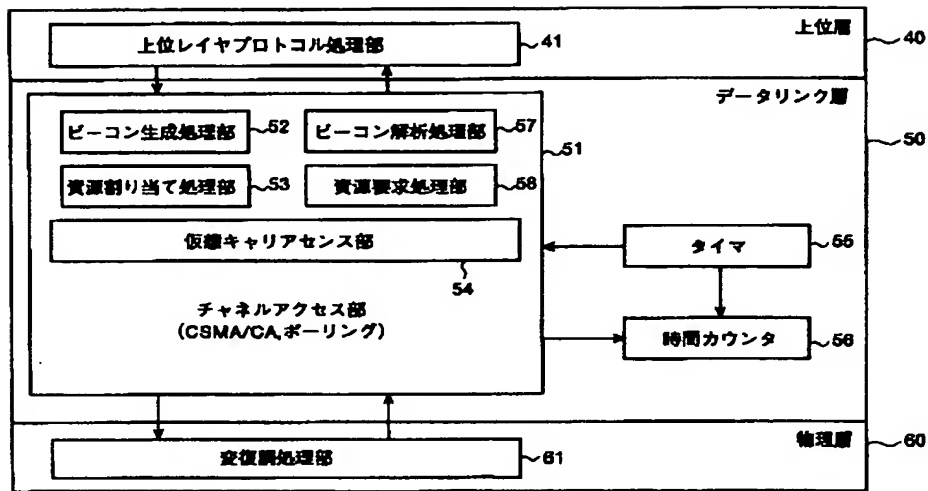 上位層
40
上位レイヤプロトコル処理部
41
データリンク層
50
ビーコン生成処理部
52
ビーコン解析処理部
57
51
資源割り当て処理部
53
資源要求処理部
58
仮想キャリアセンス部
54
タイマ
55
チャネルアクセス部
(CSMA/CA,ポーリング)
時間カウンタ
56
物理層
60
変復調処理部
61